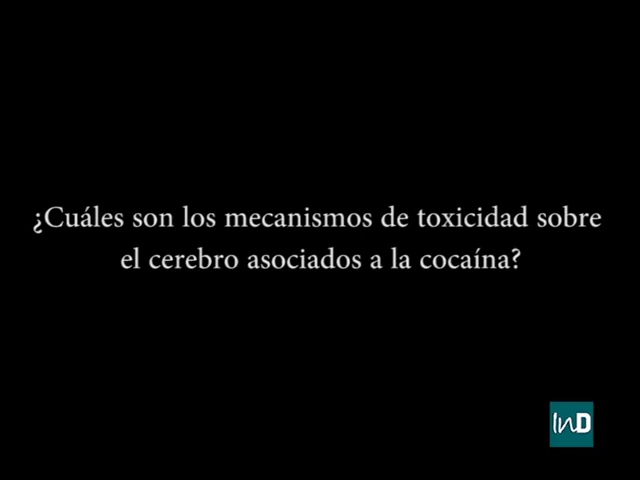 ¿Cuáles son los mecanismos de toxicidad sobre
el cerebro asociados a la cocaína?
InD